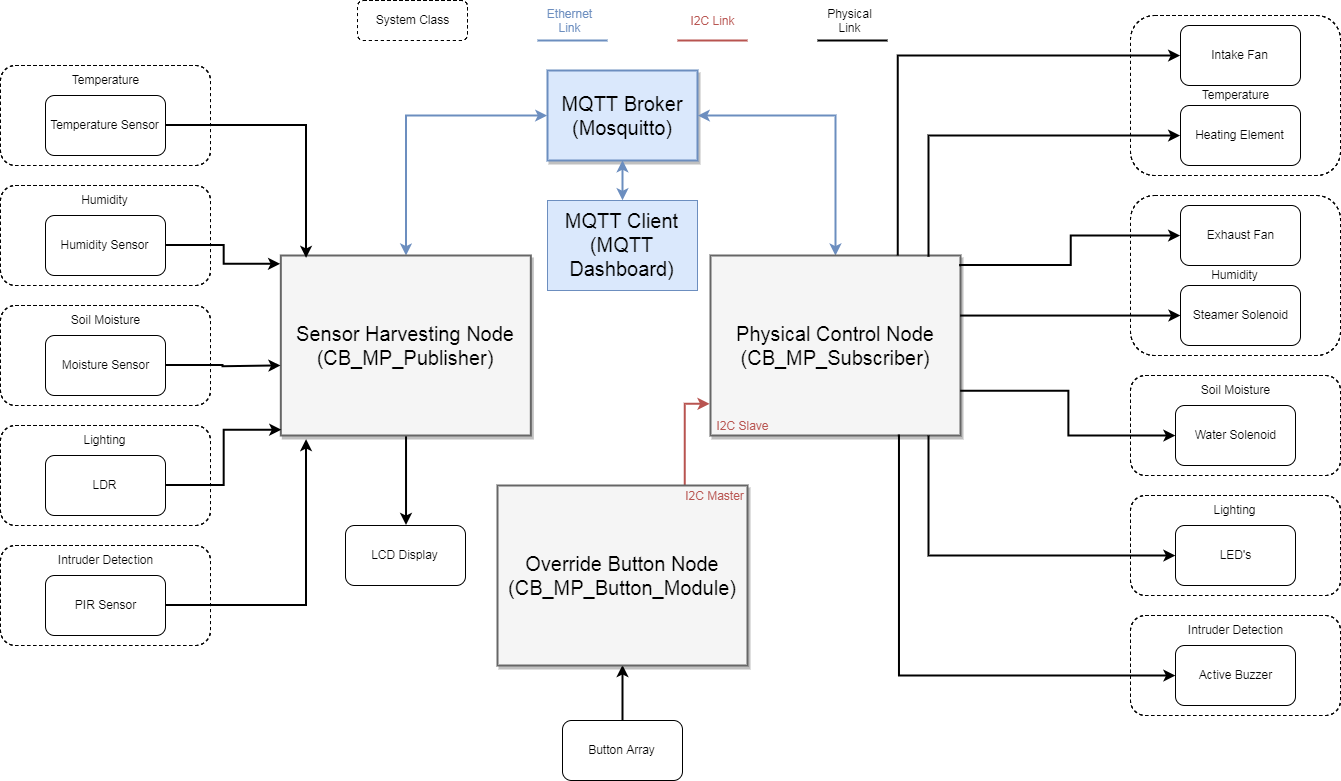 System Class
Ethernet
Link
I2C Link
Physical
Link
Temperature
Temperature Sensor
Humidity
Humidity Sensor
Soil Moisture
Moisture Sensor
Lighting
LDR
Intruder Detection
PIR Sensor
MQTT Broker
(Mosquitto)
MQTT Client
(MQTT
Dashboard)
Sensor Harvesting Node
(CB_MP_Publisher)
LCD Display
Physical Control Node
(CB_MP_Subscriber)
I2C Slave
I2C Master
Override Button Node
(CB_MP_Button_Module)
Button Array
Intake Fan
Temperature
Heating Element
Exhaust Fan
Humidity
Steamer Solenoid
Soil Moisture
Water Solenoid
Lighting
LED's
Intruder Detection
Active Buzzer